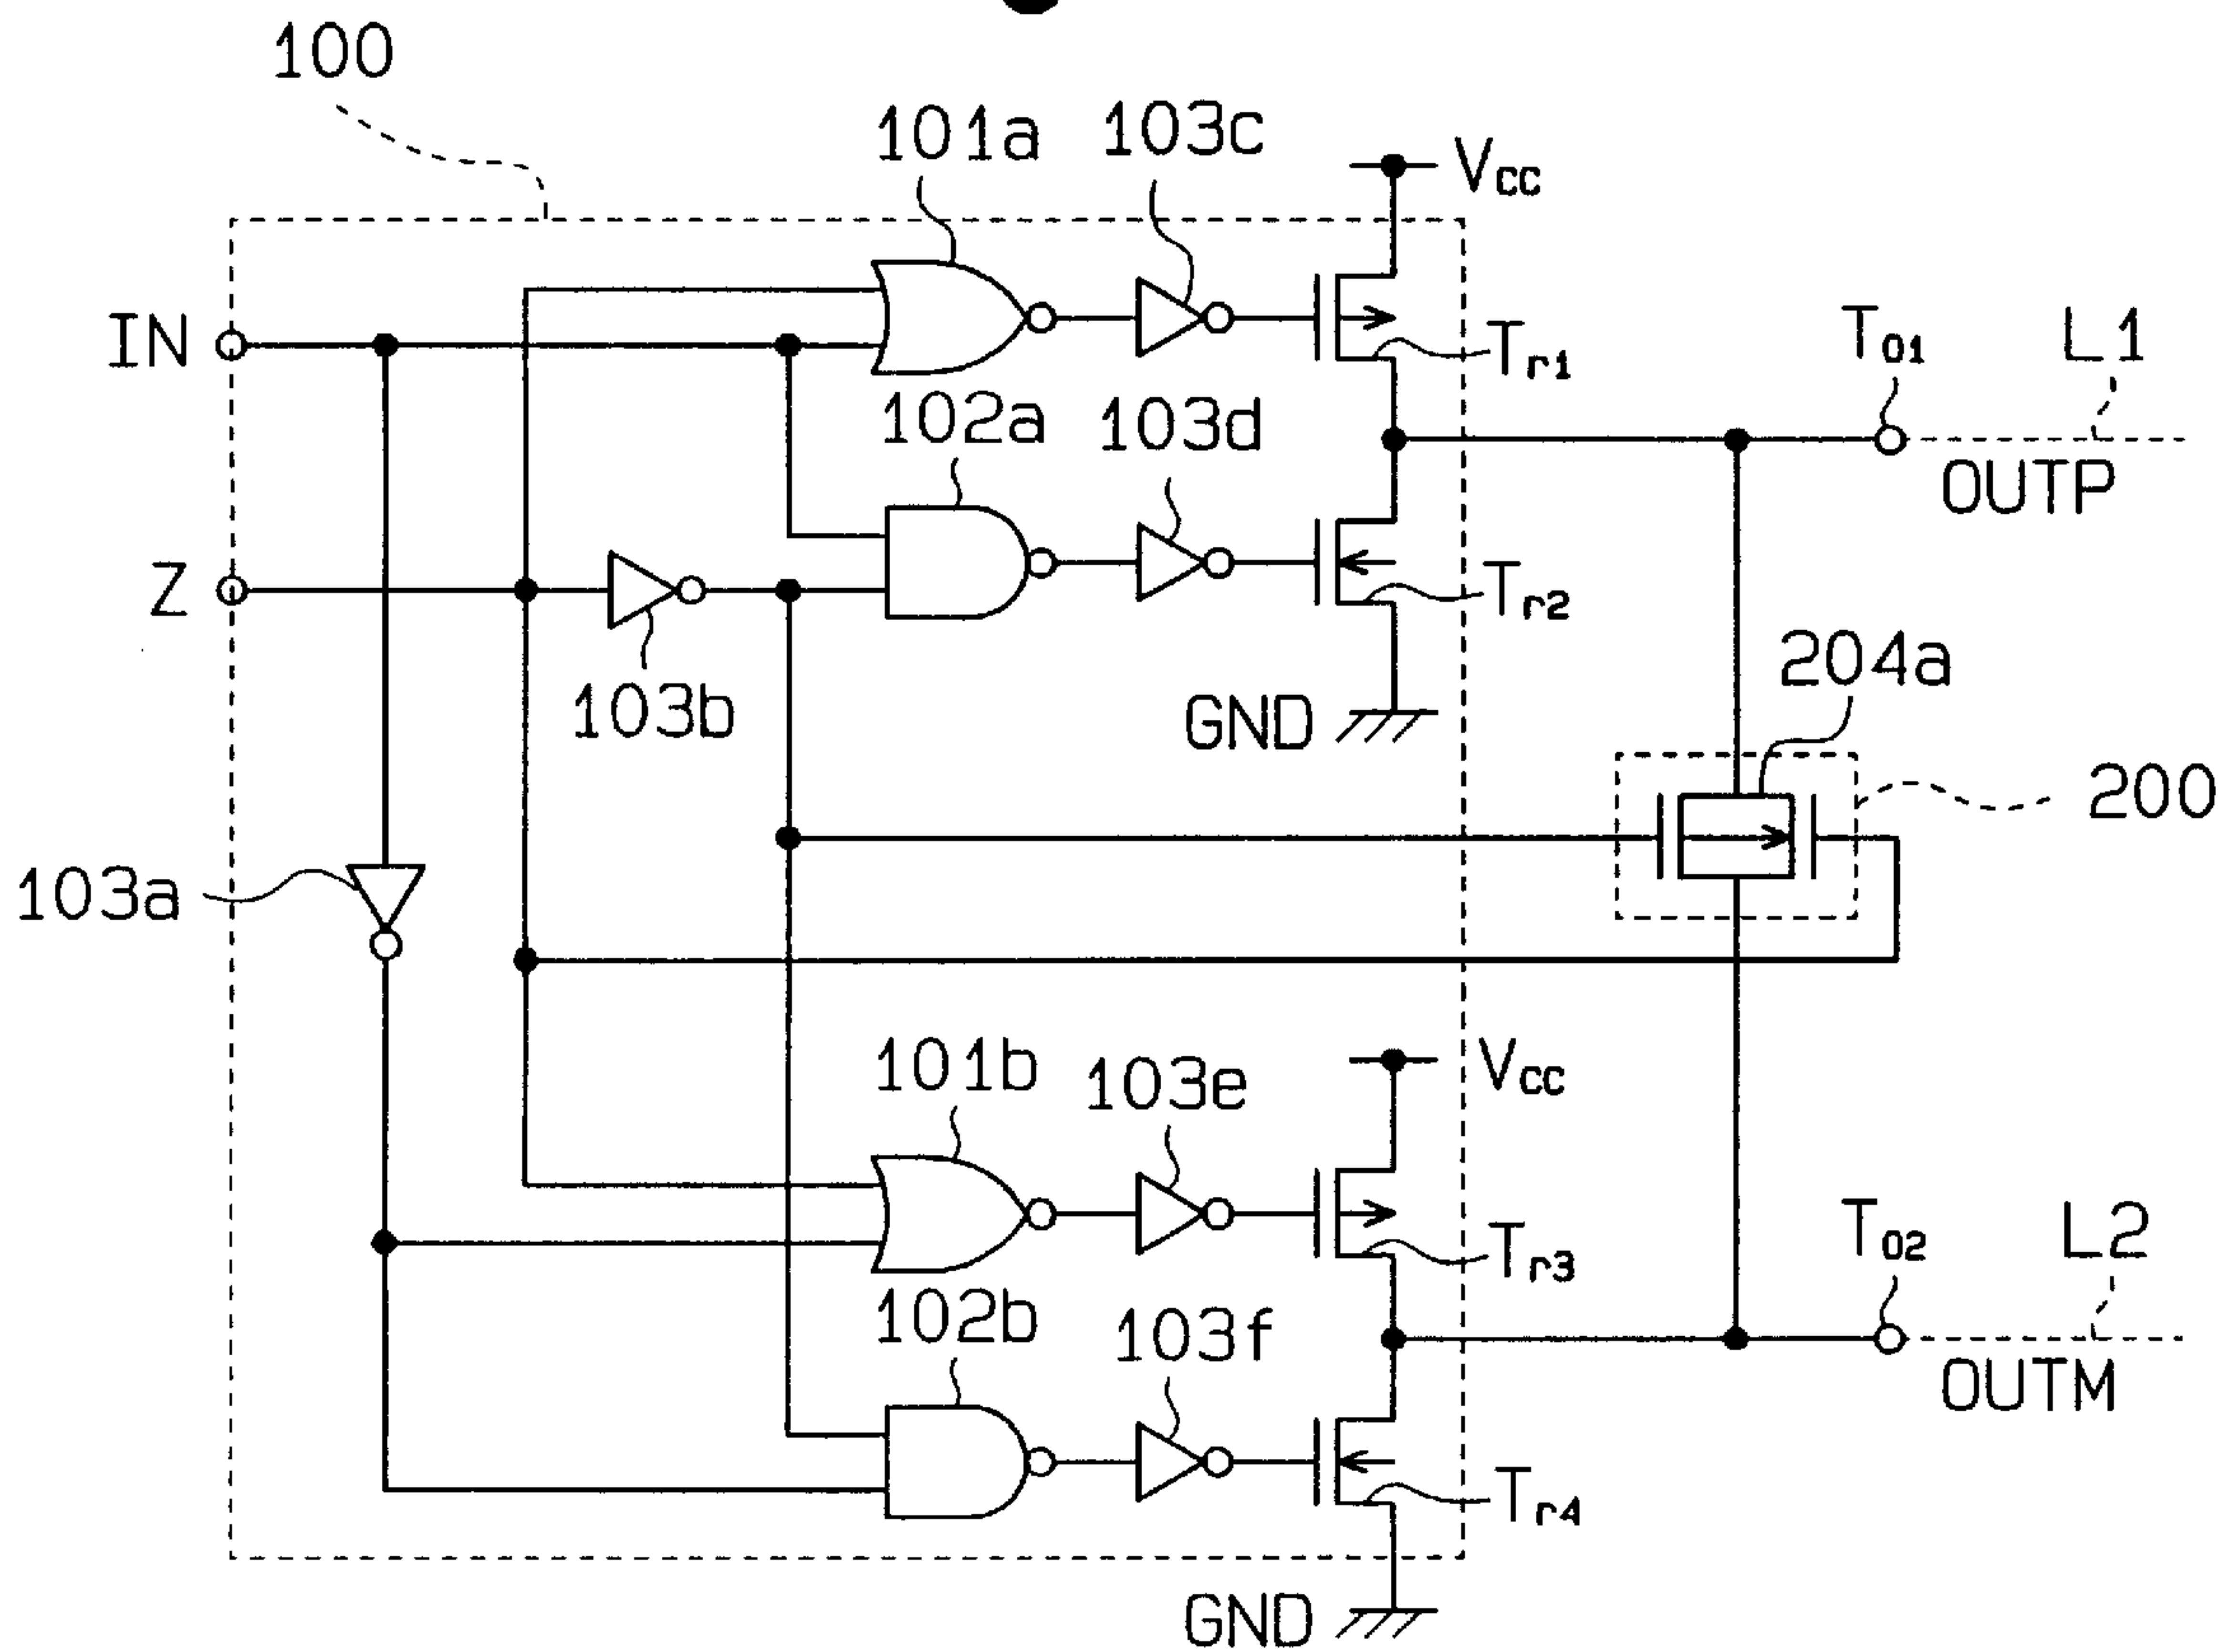 100
101a
103c
Vcc
IN
Tr1
T01
L1
102a
103d
OUTP
Z
Tr2
103b
GND
204a
200
103a
101b
103e
Vcc
Tr3
T02
L2
102b
103f
OUTM
Tr4
GND